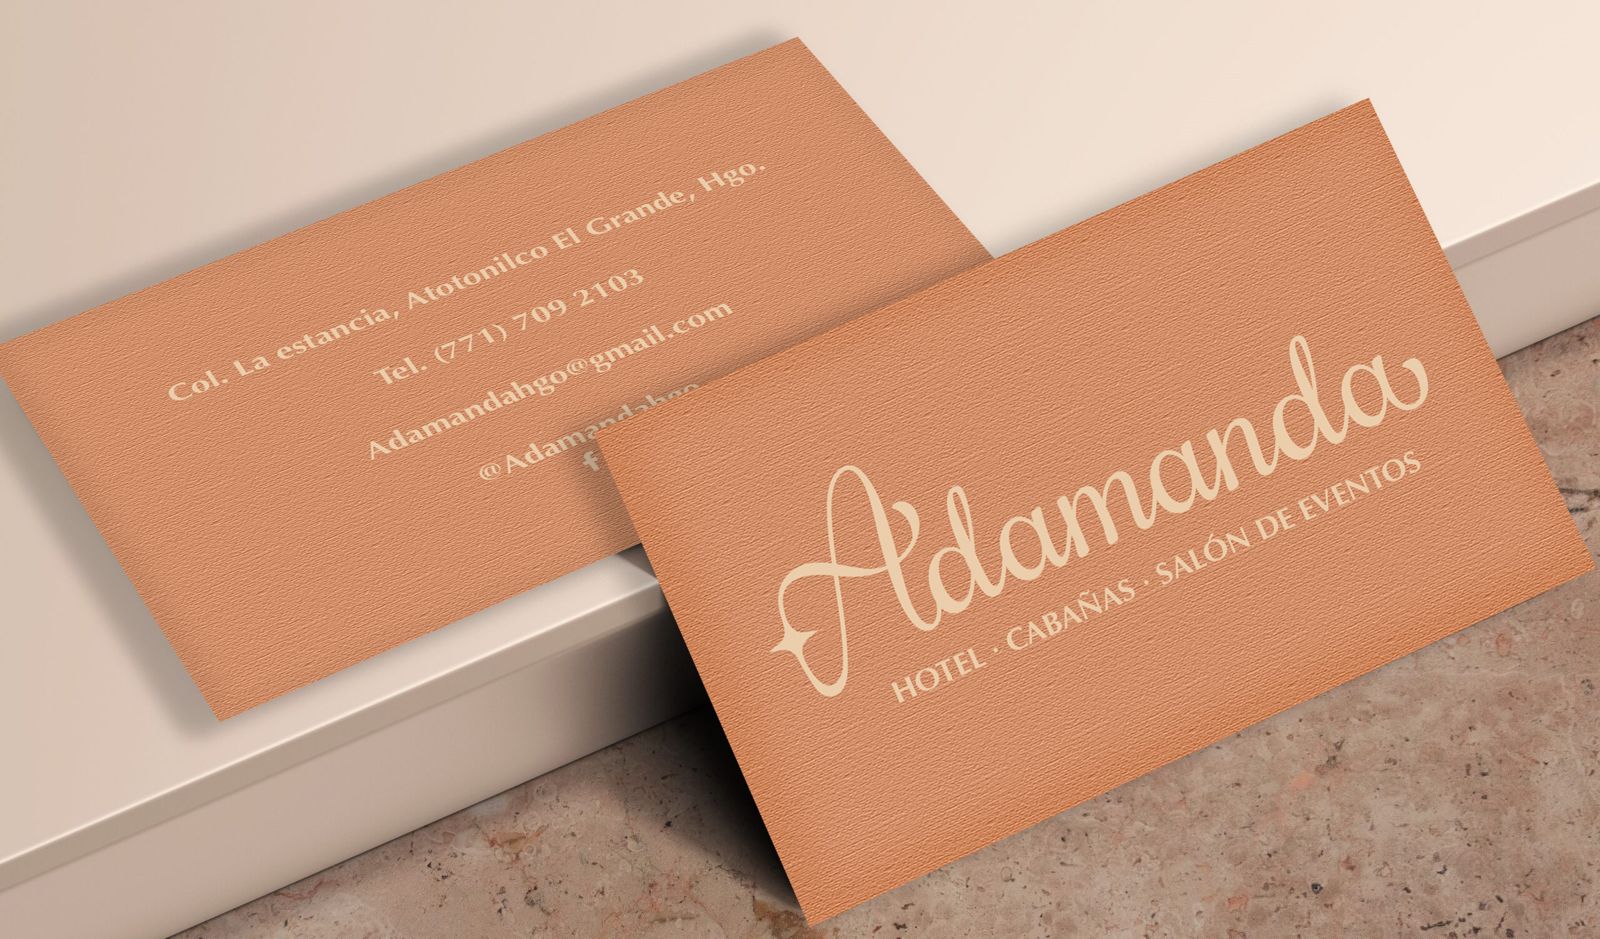 Col. La estancia, Atotonilco El Grande, Hgo.
Tel. (771) 709 2103
Adamandahgo@gmail.com
@Adamandahgo
f
Adamanda
HOTEL · CABAÑAS · SALÓN DE EVENTOS